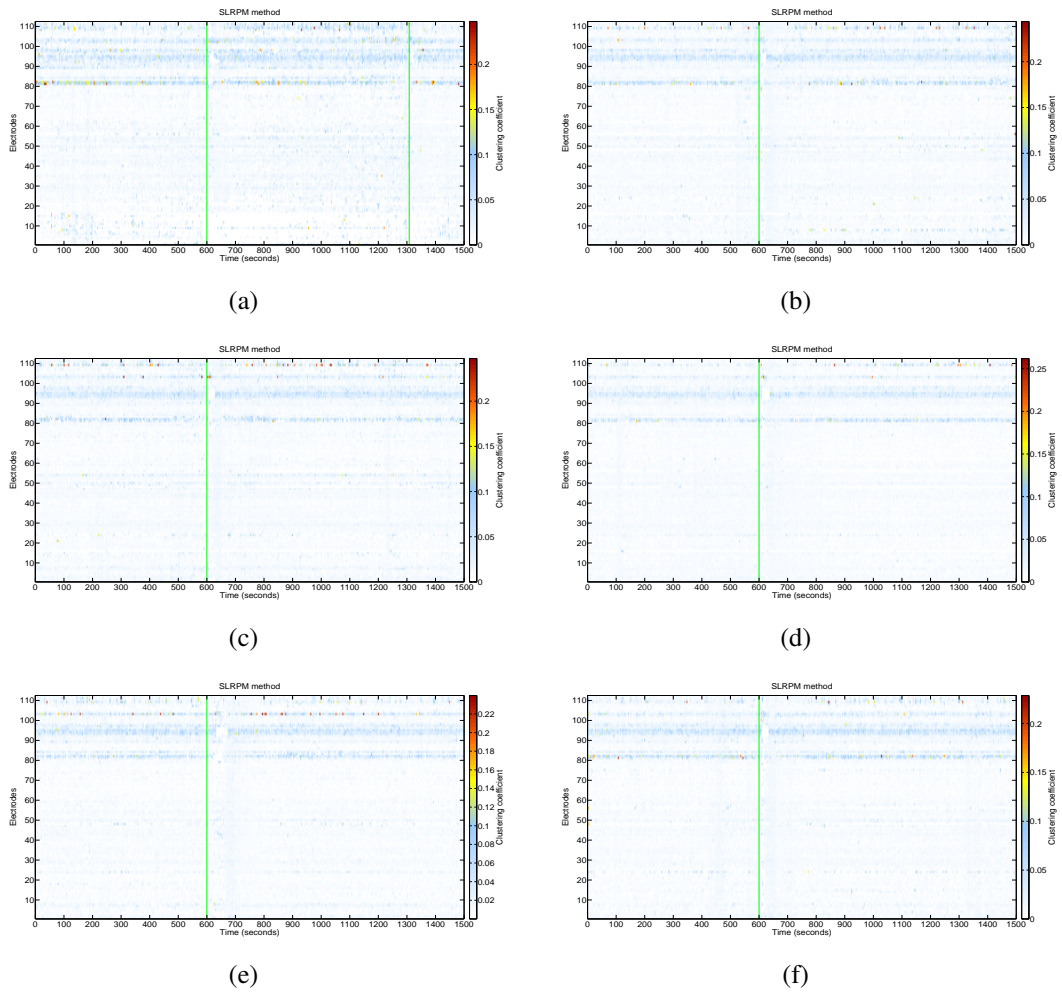 SLRPM method
110
100
90
80
70
60
50
40
30
20
10
Electrodes
0 100 200 300 400 500 600 700 800 900 1000 1100 1200 1300 1400 1500
Time (seconds)
0.2
0.15
0.1
0.05
0
Clustering coefficient
(a)
SLRPM method
110
100
90
80
70
60
50
40
30
20
10
Electrodes
0 100 200 300 400 500 600 700 800 900 1000 1100 1200 1300 1400 1500
Time (seconds)
0.2
0.15
0.1
0.05
0
Clustering coefficient
(b)
SLRPM method
110
100
90
80
70
60
50
40
30
20
10
Electrodes
0 100 200 300 400 500 600 700 800 900 1000 1100 1200 1300 1400 1500
Time (seconds)
0.2
0.15
0.1
0.05
0
Clustering coefficient
(c)
SLRPM method
110
100
90
80
70
60
50
40
30
20
10
Electrodes
0 100 200 300 400 500 600 700 800 900 1000 1100 1200 1300 1400 1500
Time (seconds)
0.25
0.2
0.15
0.1
0.05
0
Clustering coefficient
(d)
SLRPM method
110
100
90
80
70
60
50
40
30
20
10
Electrodes
0 100 200 300 400 500 600 700 800 900 1000 1100 1200 1300 1400 1500
Time (seconds)
0.22
0.2
0.18
0.16
0.14
0.12
0.1
0.08
0.06
0.04
0.02
Clustering coefficient
(e)
SLRPM method
110
100
90
80
70
60
50
40
30
20
10
Electrodes
0 100 200 300 400 500 600 700 800 900 1000 1100 1200 1300 1400 1500
Time (seconds)
0.2
0.15
0.1
0.05
0
Clustering coefficient
(f)